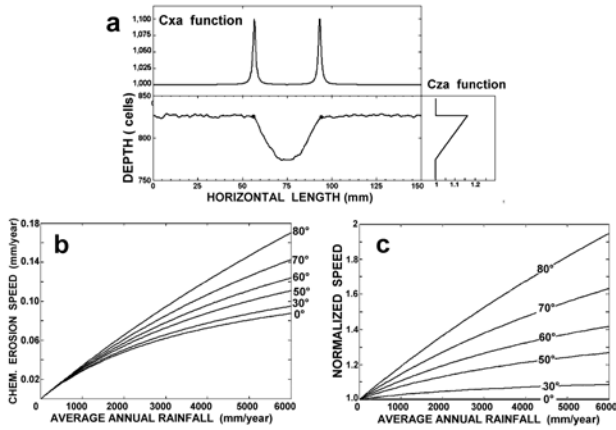 a
Cxa function
1,100
1,075
1,050
1,025
1,000
850
800
750
DEPTH ( cells)
0 25 50 75 100 125 150
HORIZONTAL LENGTH (mm)
Cza function
1 1.1 1.2
b
CHEM. EROSION SPEED (mm/year)
0.18
0.14
0.10
0.06
0.02
80°
70°
60°
50°
30°
0°
0 1000 2000 3000 4000 5000 6000
AVERAGE ANNUAL RAINFALL (mm/year)
c
NORMALIZED SPEED
2
1.8
1.6
1.4
1.2
1.0
80°
70°
60°
50°
30°
0°
0 1000 2000 3000 4000 5000 6000
AVERAGE ANNUAL RAINFALL (mm/year)